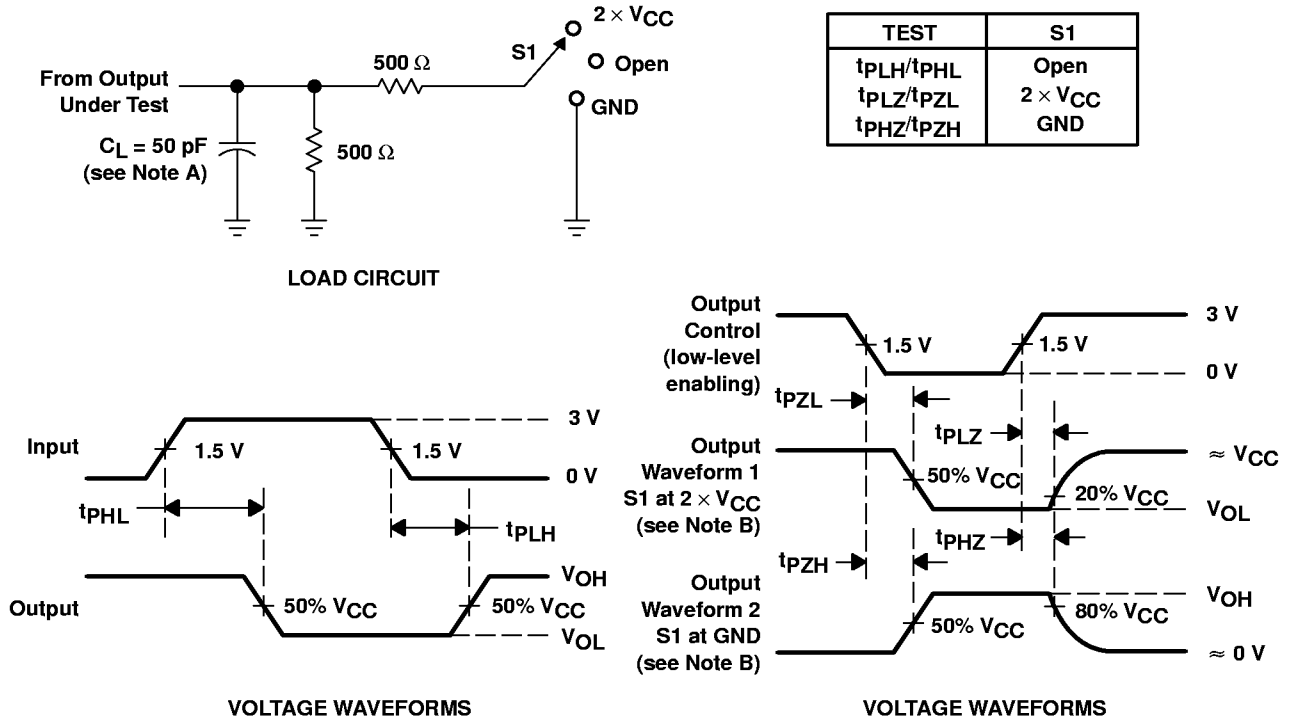 2 × VCC
S1
500 Ω
Open
From Output
Under Test
GND
CL = 50 pF
(see Note A)
500 Ω
LOAD CIRCUIT
TEST S1
tPLH/tPHL Open
tPLZ/tPZL 2 × VCC
tPHZ/tPZH GND
Input
1.5 V
1.5 V
3 V
0 V
tPHL
tPLH
Output
50% VCC
50% VCC
VOH
VOL
VOLTAGE WAVEFORMS
Output
Control
(low-level
enabling)
1.5 V
1.5 V
3 V
0 V
tPZL
tPLZ
Output
Waveform 1
S1 at 2 × VCC
(see Note B)
50% VCC
20% VCC
≈ VCC
VOL
tPZH
tPHZ
Output
Waveform 2
S1 at GND
(see Note B)
50% VCC
80% VCC
VOH
≈ 0 V
VOLTAGE WAVEFORMS